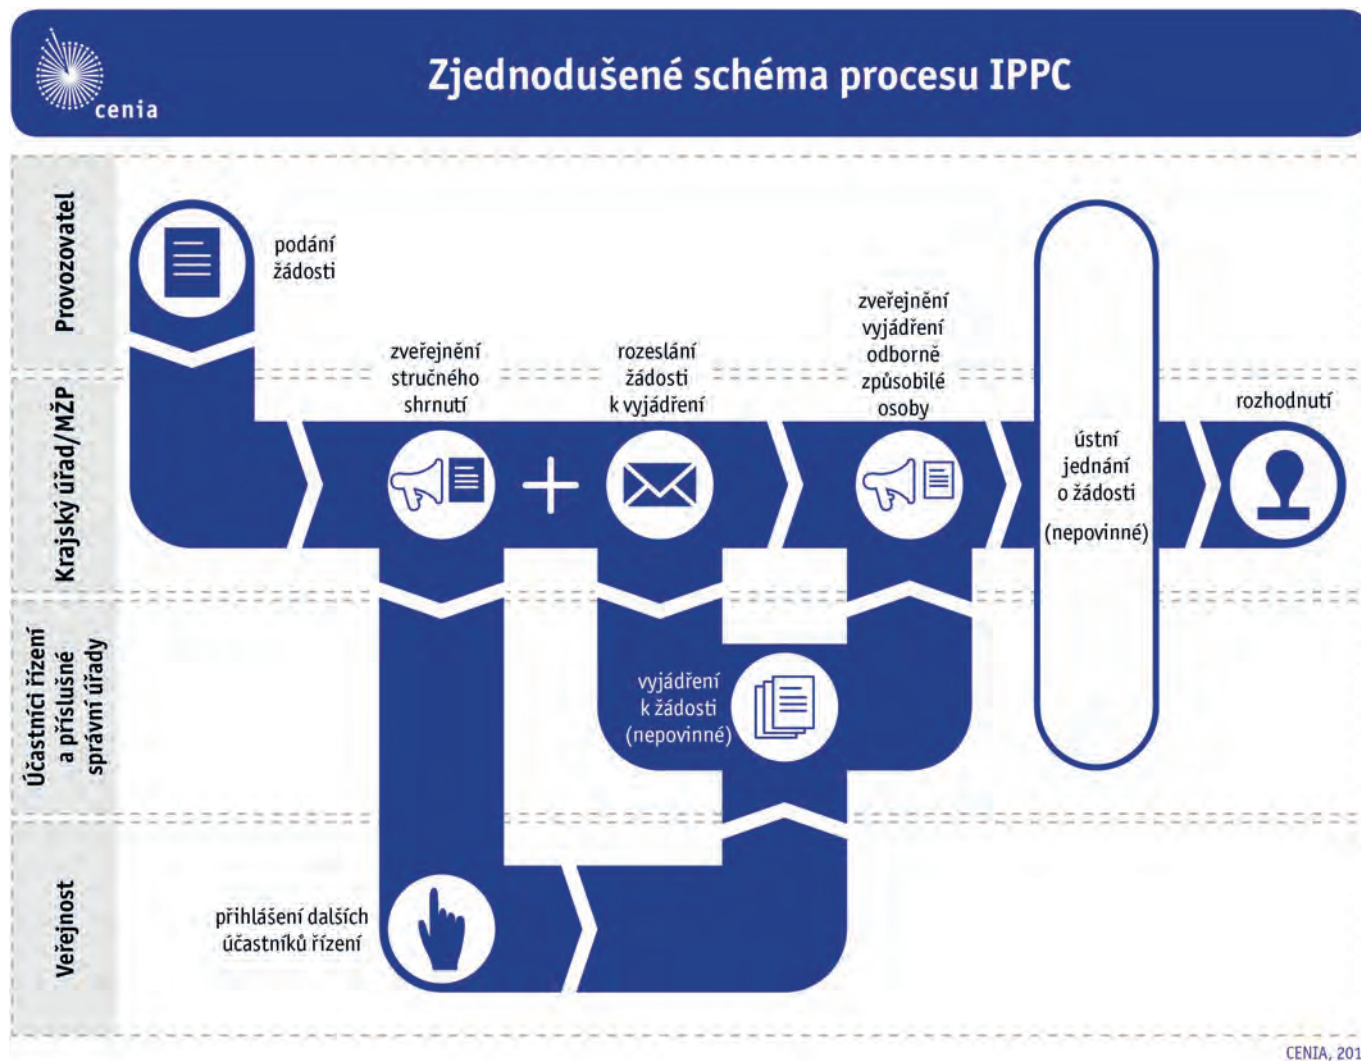 cenia
Zjednodušené schéma procesu IPPC
Provozovatel
podání
žádosti
Krajský úřad/MŽP
zveřejnění
stručného
shrnutí
rozeslání
žádosti
k vyjádření
zveřejnění
vyjádření
odborně
způsobilé
osoby
ústní
jednání
o žádosti
(nepovinné)
rozhodnutí
Účastníci řízení
a příslušné
správní úřady
vyjádření
k žádosti
(nepovinné)
Veřejnost
přihlášení dalších
účastníků řízení
CENIA, 201